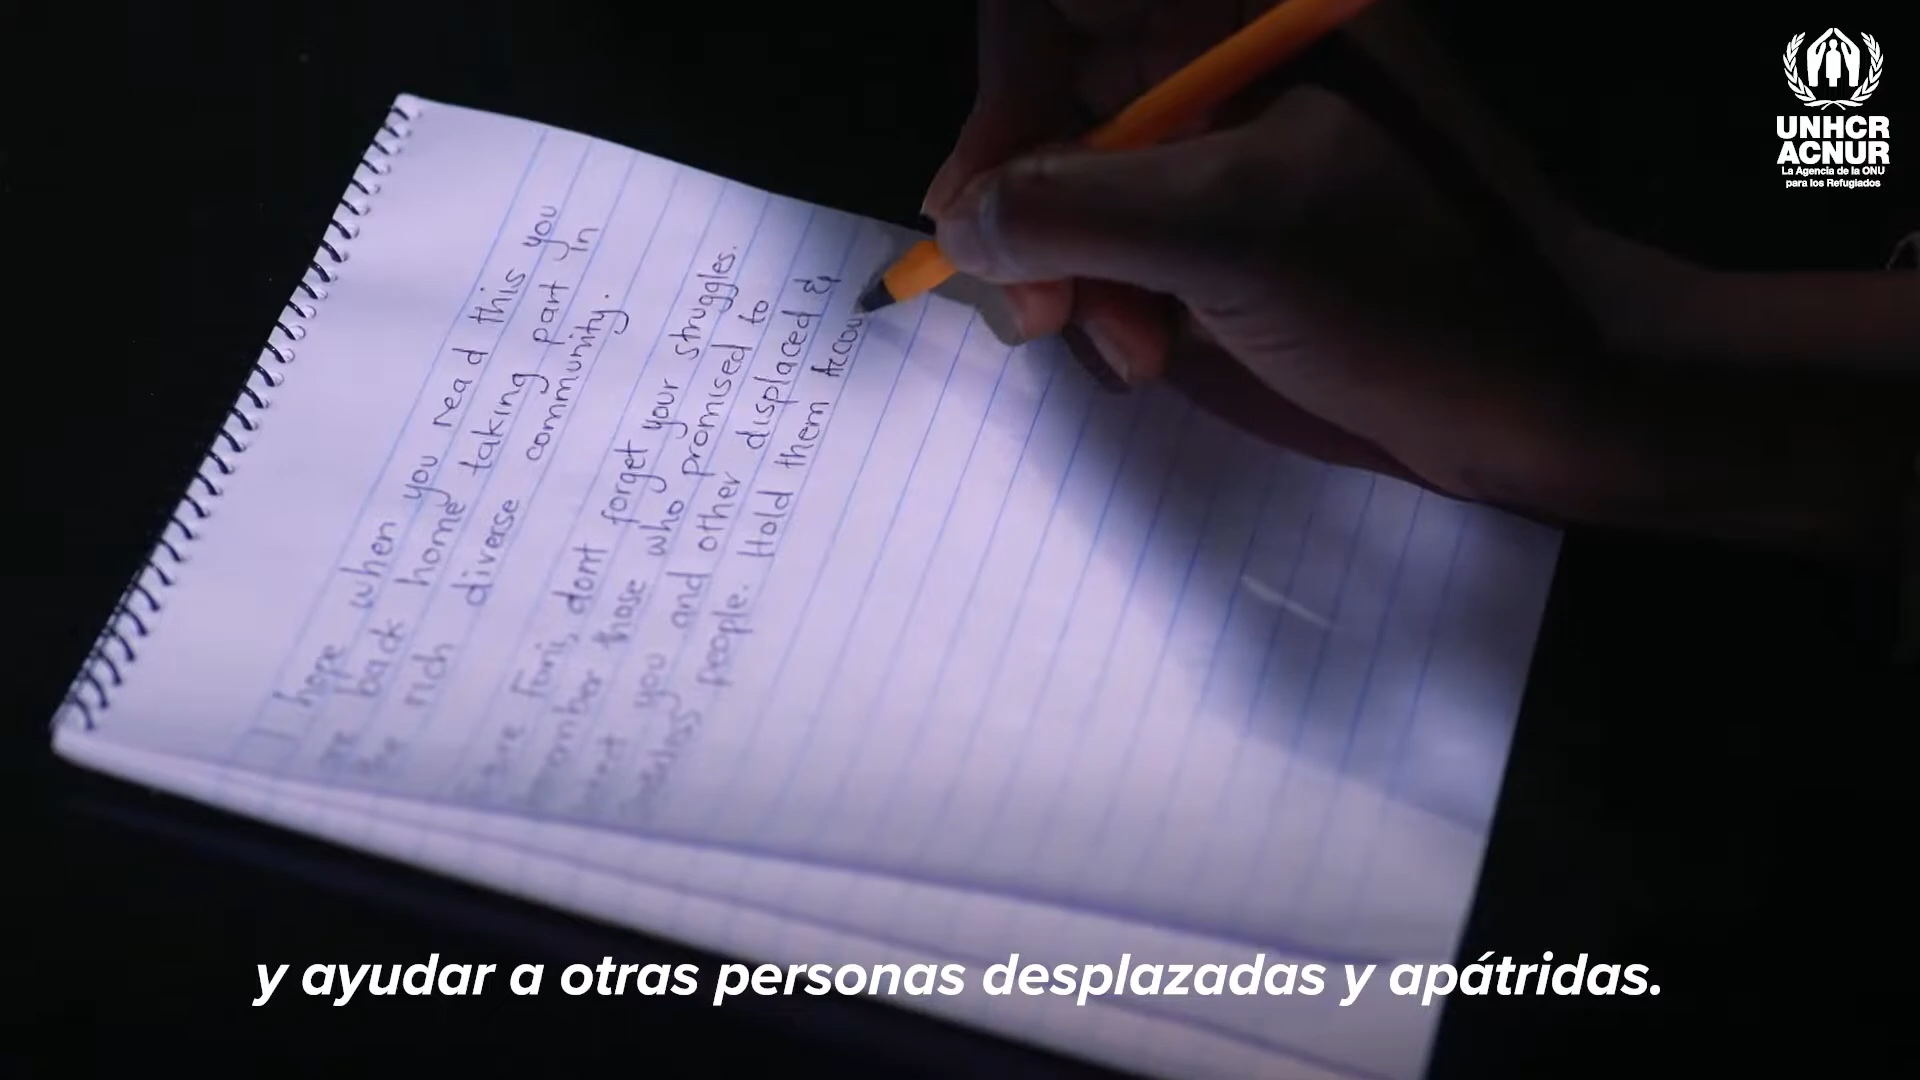 UNHCR
ACNUR
La Agencia de la ONU
para los Refugiados
I hope when you read this you
are back home taking part in
the rich diverse community.
dont forget your struggles.
those who promised to
you and other displaced &
people. Hold them Accou
y ayudar a otras personas desplazadas y apátridas.